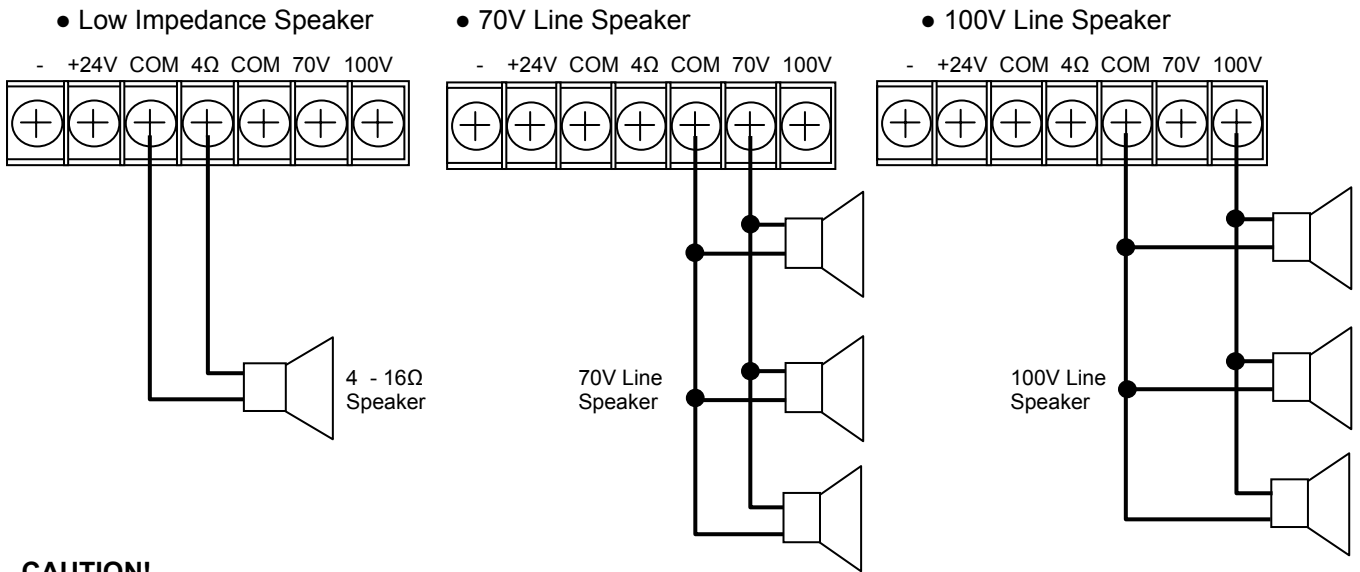 ● Low Impedance Speaker
● 70V Line Speaker
● 100V Line Speaker
- +24V COM 4Ω COM 70V 100V
- +24V COM 4Ω COM 70V 100V
- +24V COM 4Ω COM 70V 100V
4 - 16Ω
Speaker
70V Line
Speaker
100V Line
Speaker
CAUTION!